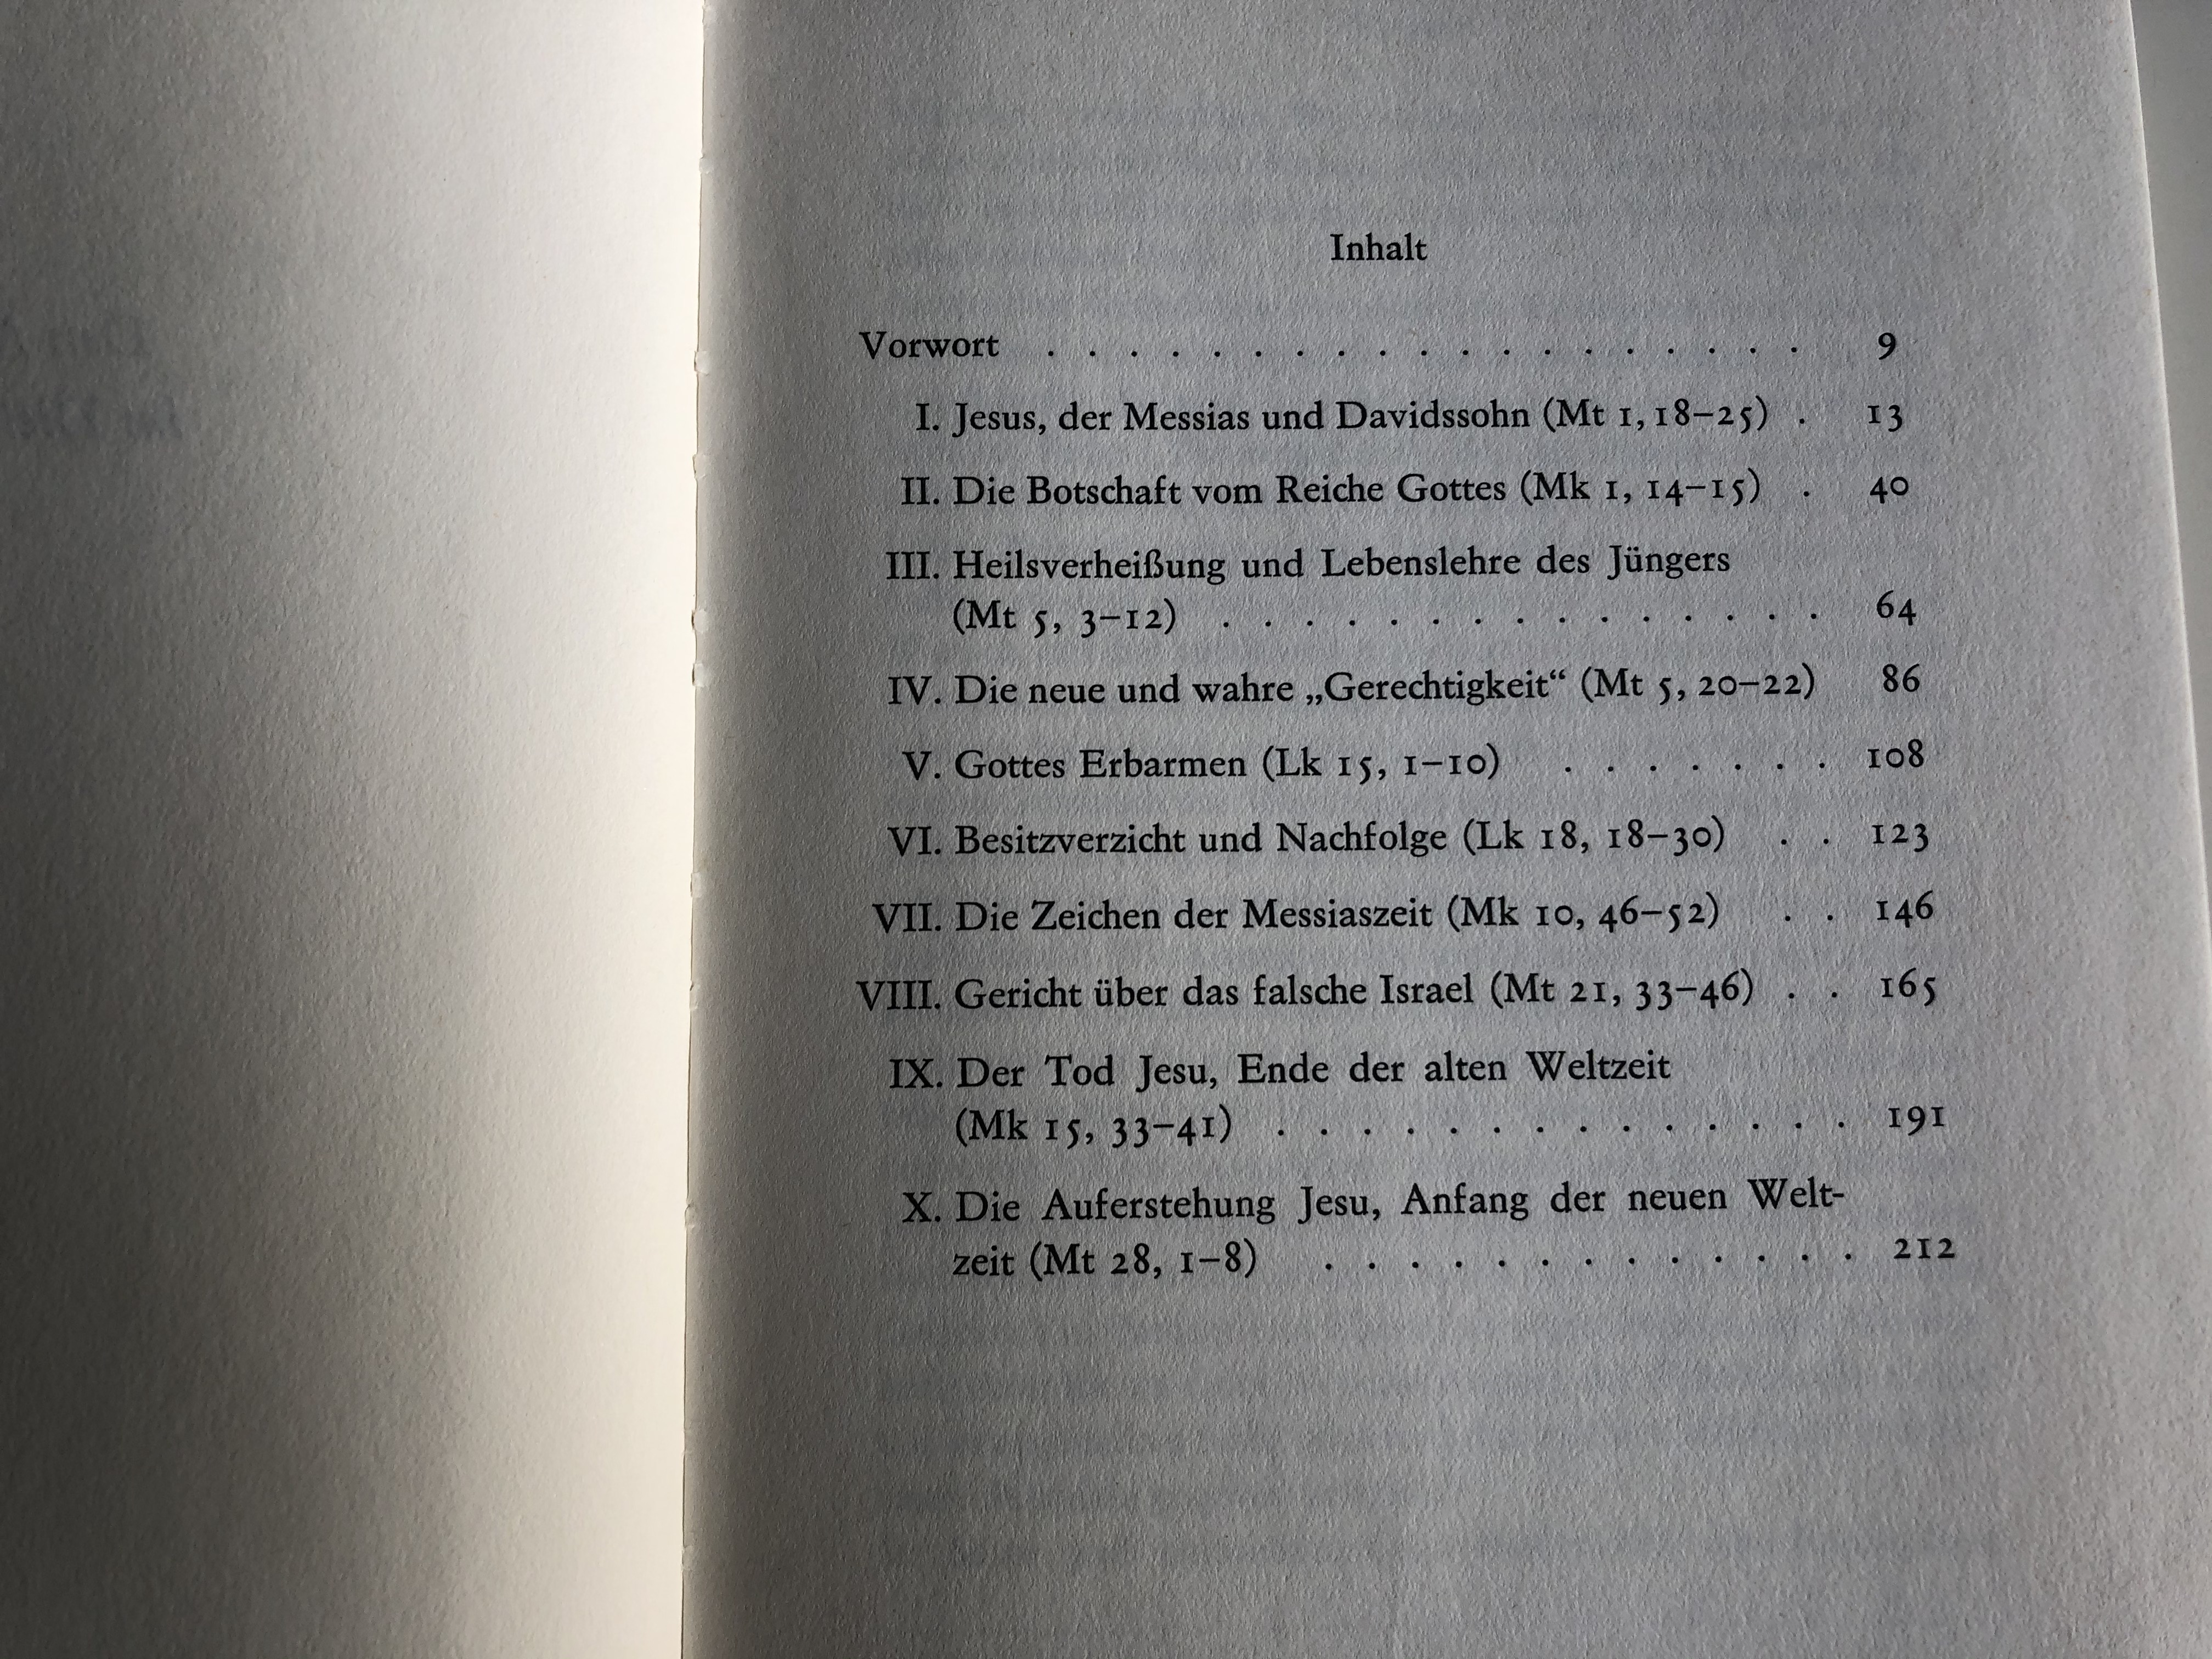 Inhalt
Vorwort . . . . . . . . . . . . . . . . . . . 9
I. Jesus, der Messias und Davidssohn (Mt 1, 18–25) . 13
II. Die Botschaft vom Reiche Gottes (Mk 1, 14–15) . 40
III. Heilsverheißung und Lebenslehre des Jüngers
(Mt 5, 3–12) . . . . . . . . . . . . . . . 64
IV. Die neue und wahre „Gerechtigkeit“ (Mt 5, 20–22) 86
V. Gottes Erbarmen (Lk 15, 1–10) . . . . . . . 108
VI. Besitzverzicht und Nachfolge (Lk 18, 18–30) . . 123
VII. Die Zeichen der Messiaszeit (Mk 10, 46–52) . . 146
VIII. Gericht über das falsche Israel (Mt 21, 33–46) . . 165
IX. Der Tod Jesu, Ende der alten Weltzeit
(Mk 15, 33–41) . . . . . . . . . . . . . . 191
X. Die Auferstehung Jesu, Anfang der neuen Welt-
zeit (Mt 28, 1–8) . . . . . . . . . . . . . 212